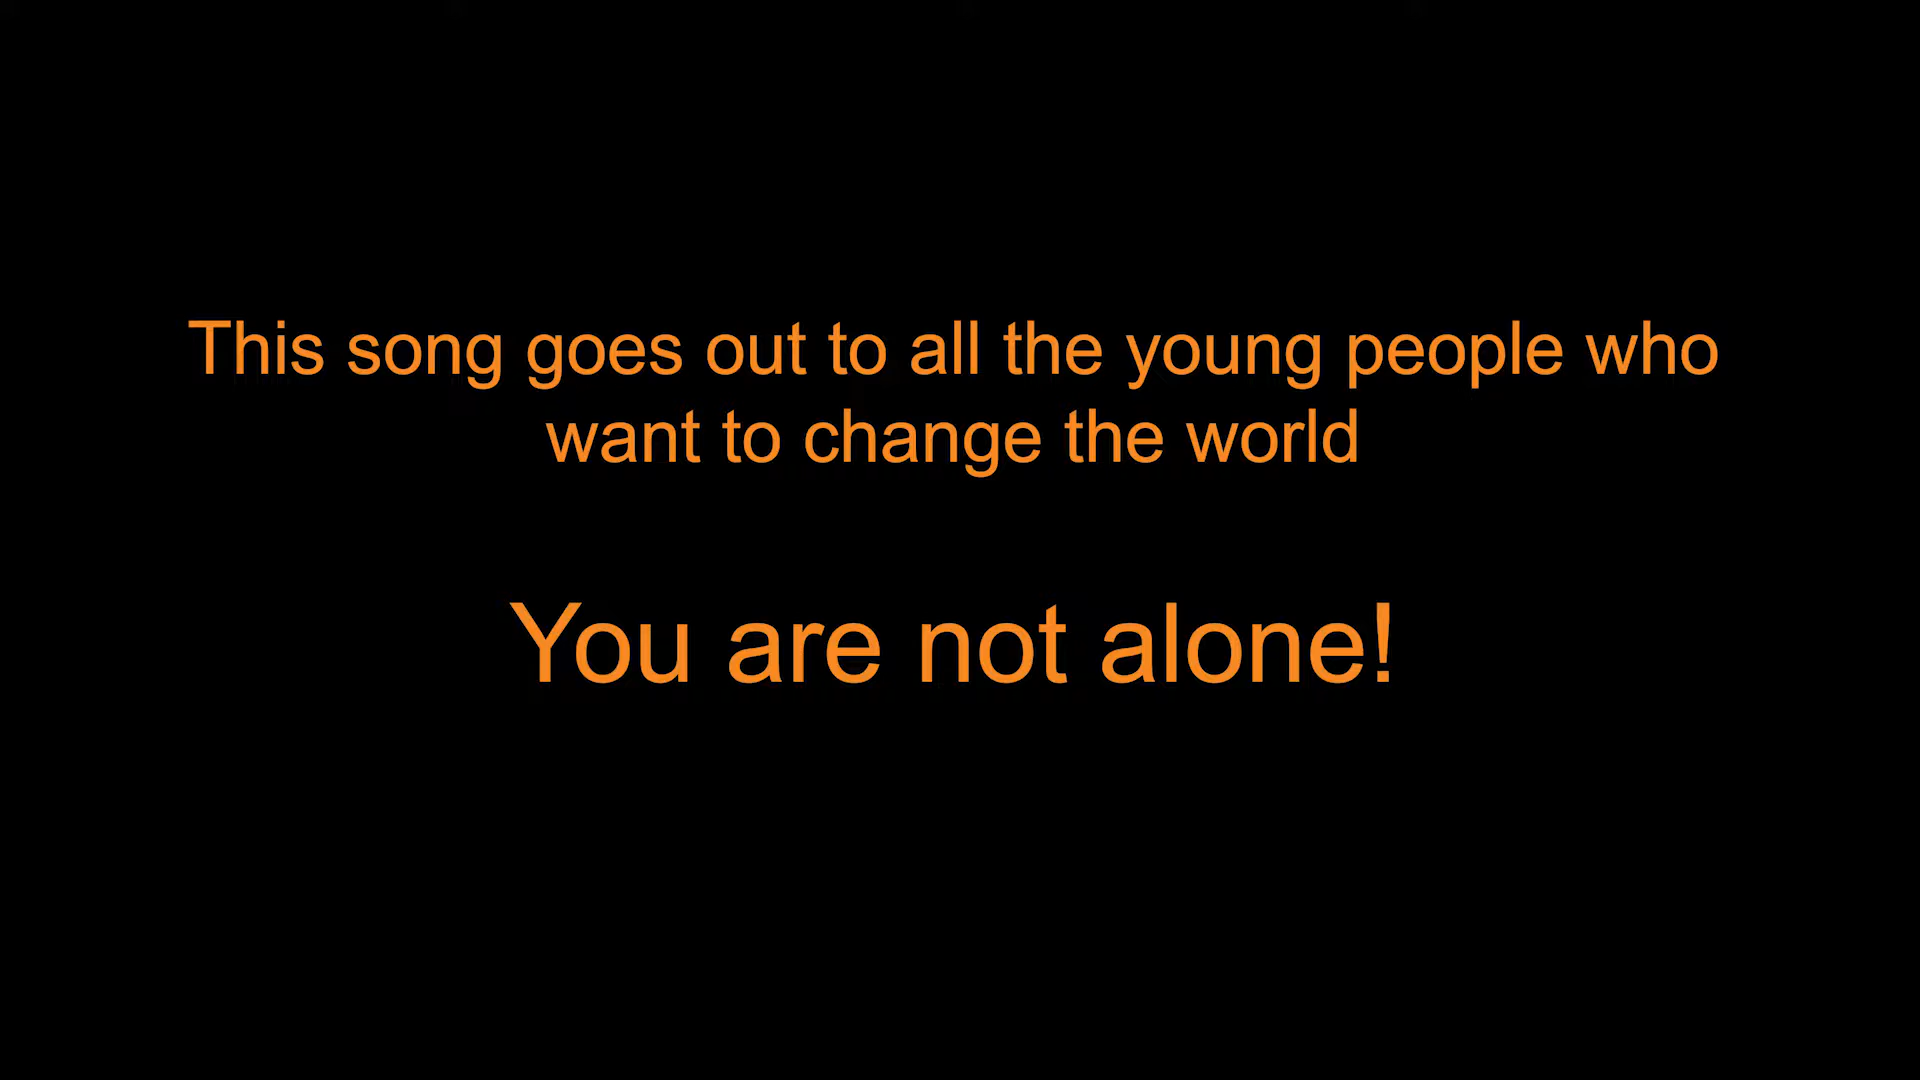 This song goes out to all the young people who
want to change the world
You are not alone!